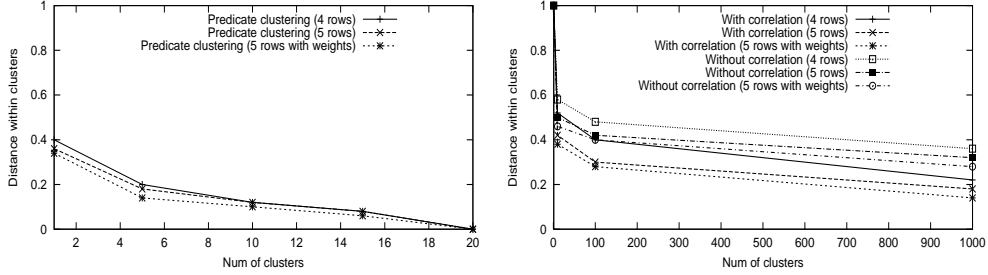 Predicate clustering (4 rows)
Predicate clustering (5 rows)
Predicate clustering (5 rows with weights)
Distance within clusters
1
0.8
0.6
0.4
0.2
0
2 4 6 8 10 12 14 16 18 20
Num of clusters
With correlation (4 rows)
With correlation (5 rows)
With correlation (5 rows with weights)
Without correlation (4 rows)
Without correlation (5 rows)
Without correlation (5 rows with weights)
Distance within clusters
1
0.8
0.6
0.4
0.2
0
0 100 200 300 400 500 600 700 800 900 1000
Num of clusters